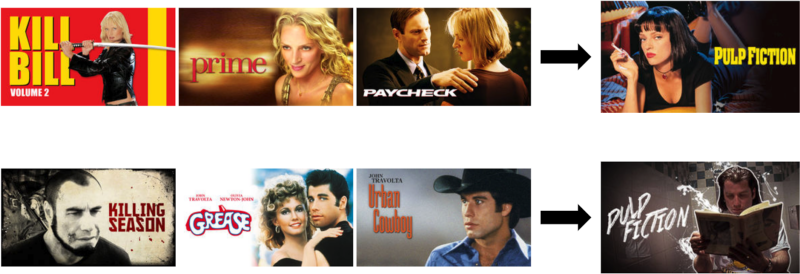 KILL
BILL
VOLUME 2
prime
PAYCHECK
PULP FICTION
KILLING
SEASON
JOHN
TRAVOLTA
OLIVIA
NEWTON-JOHN
GREASE
JOHN
TRAVOLTA
Urban
Cowboy
PULP
FICTION